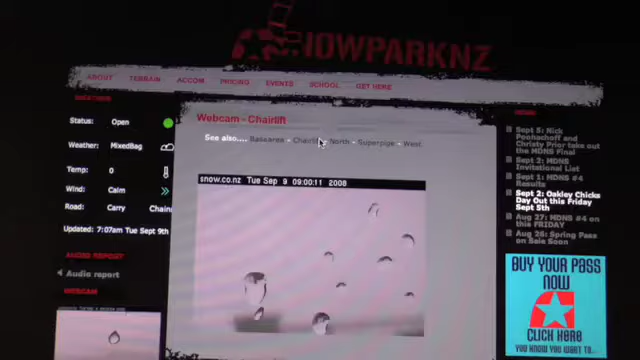 SNOWPARKNZ
ABOUT TERRAIN ACCOM PRICING EVENTS SCHOOL GET HERE
Status: Open
Weather: MixedBag
Temp: 0
Wind: Calm
Road: Carry Chains
Updated: 7:07am Tue Sept 9th
AUDIO REPORT
Audio report
WEBCAM
Webcam - Chairlift
See also.... Basearea - Chairlift North - Superpipe - West
snow.co.nz Tue Sep 9 09:00:11 2008
Sept 5: Nick
and
Christy Prior take out
the MDNS Final
Sept 2: MDNS
Invitational List
Sept 1: MDNS #4
Results
Sept 2: Oakley Chicks
Day Out this Friday
Sept 5th
Aug 27: MDNS #4 on
this FRIDAY
Aug 26: Spring Pass
on Sale Soon
BUY YOUR PASS
NOW
CLICK HERE
YOU KNOW YOU WANT TO...